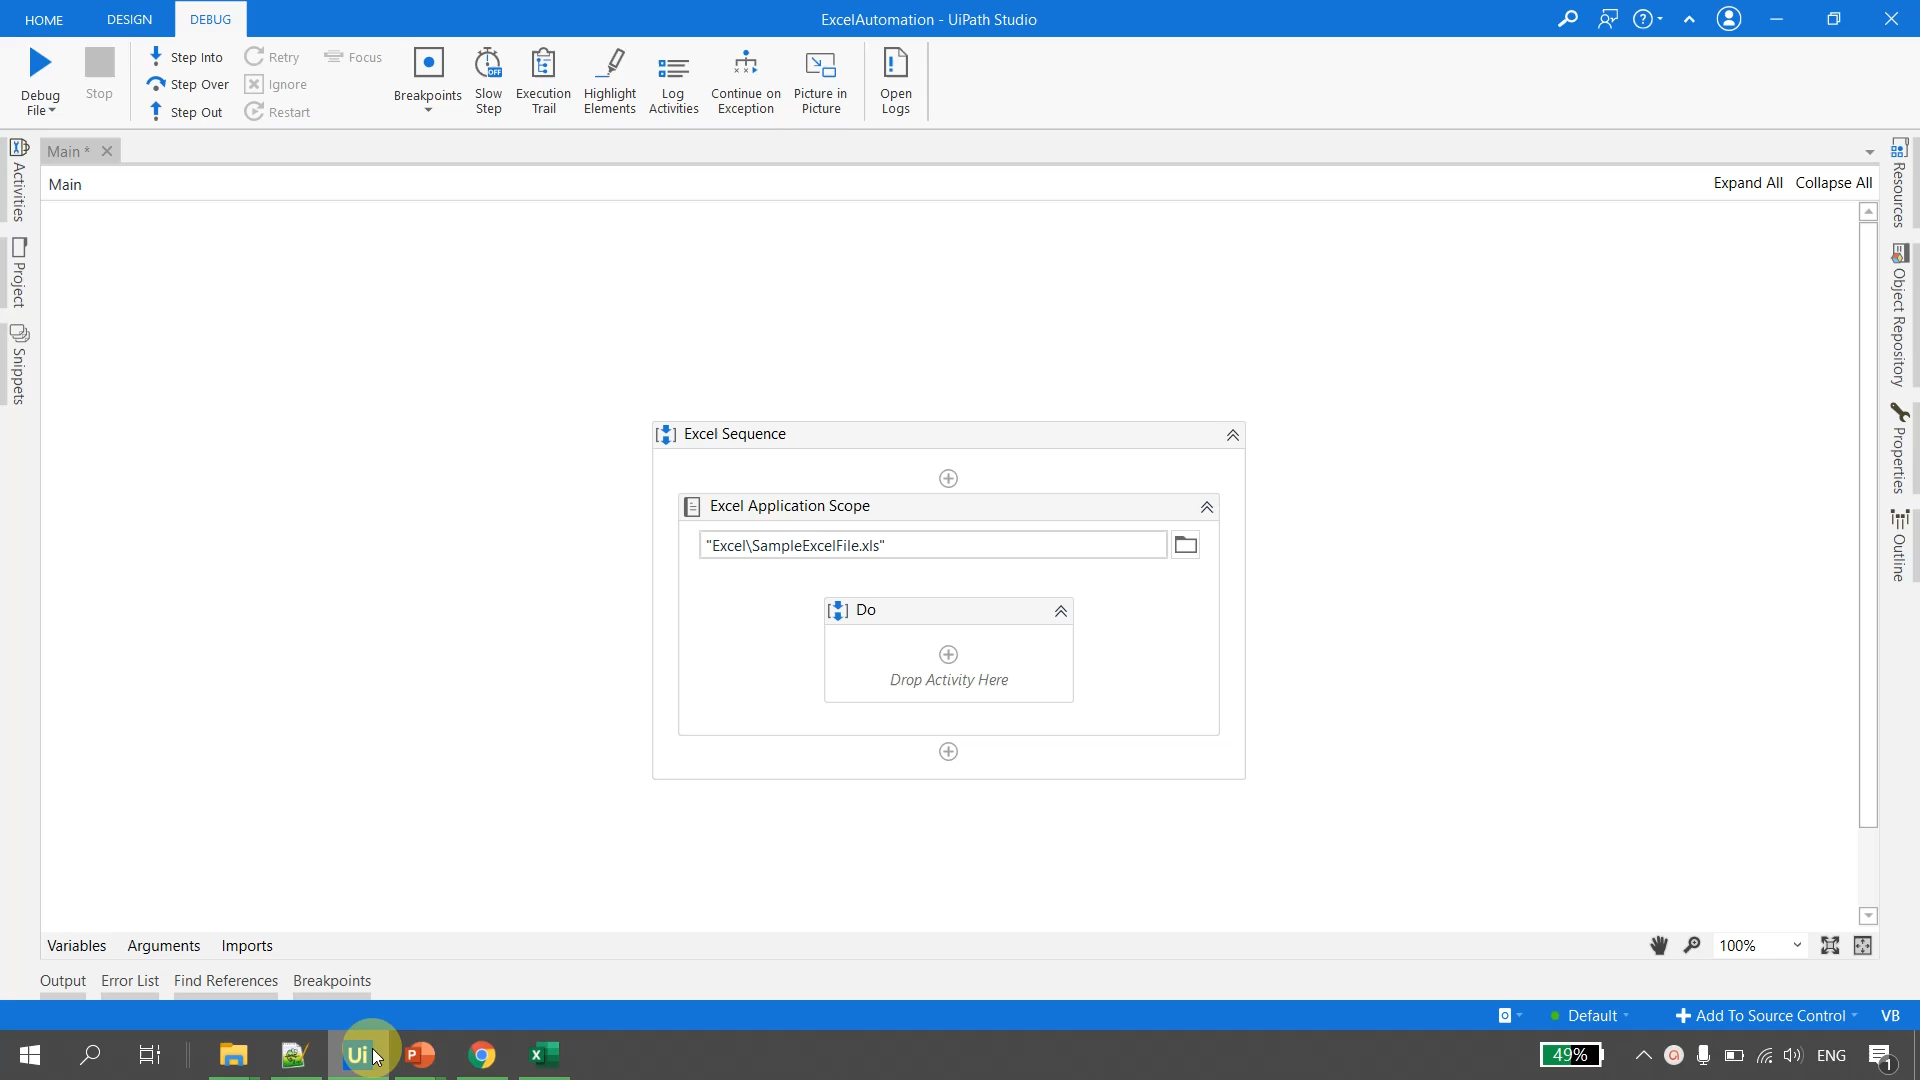 HOME DESIGN DEBUG ExcelAutomation - UiPath Studio
Debug File
Stop
Step Into
Step Over
Step Out
Retry
Ignore
Restart
Focus
Breakpoints
Slow Step
OFF
Execution Trail
Highlight Elements
Log Activities
Continue on Exception
Picture in Picture
Open Logs
Main *
Main
Expand All Collapse All
Activities
Project
Snippets
Resources
Object Repository
Properties
Outline
Excel Sequence
Excel Application Scope
"Excel\SampleExcelFile.xls"
Do
Drop Activity Here
Variables Arguments Imports
100%
Output Error List Find References Breakpoints
Default Add To Source Control VB
Ui
P
X
49%
ENG
1